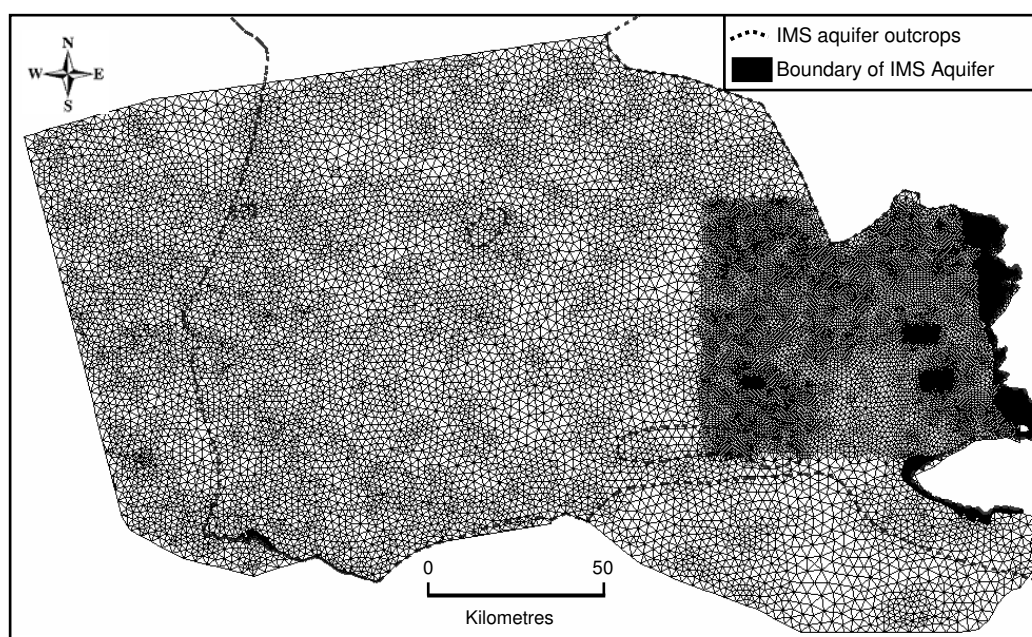 IMS aquifer outcrops
Boundary of IMS Aquifer
N
W E
S
0 50
Kilometres